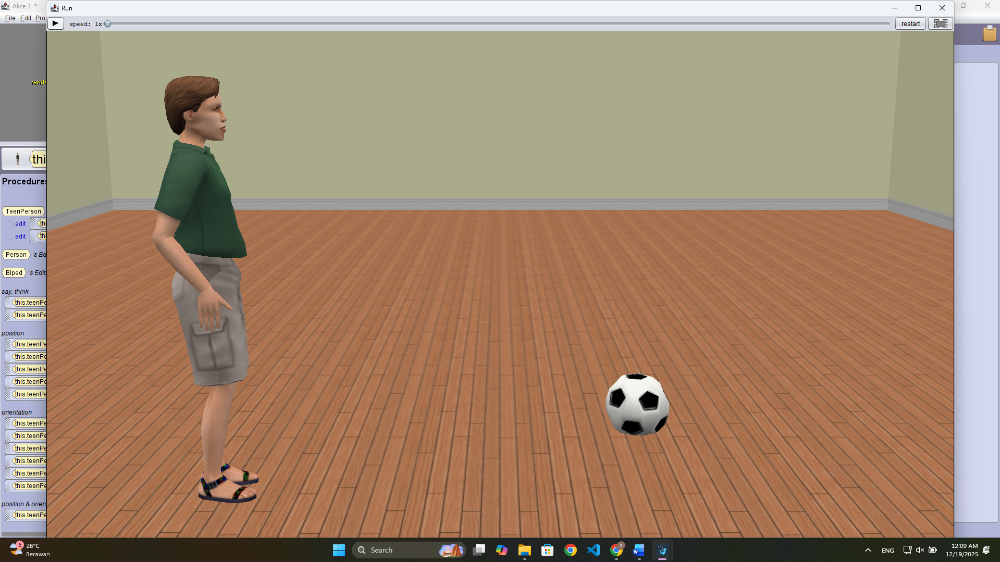 Alice 3 *
Run
File Edit Proj
speed: 1x
restart
rende
thi
Procedures
TeenPerson
edit thi
edit thi
Person 's Ed
Biped 's Edit
say, think
this.teenPe
this.teenPe
position
this.teenPe
this.teenPe
this.teenPe
this.teenPe
this.teenPe
orientation
this.teenPe
this.teenPe
this.teenPe
this.teenPe
this.teenPe
this.teenPe
position & orien
this.teenPe
6
26°C
Berawan
Search
ENG
12:09 AM
12/19/2025